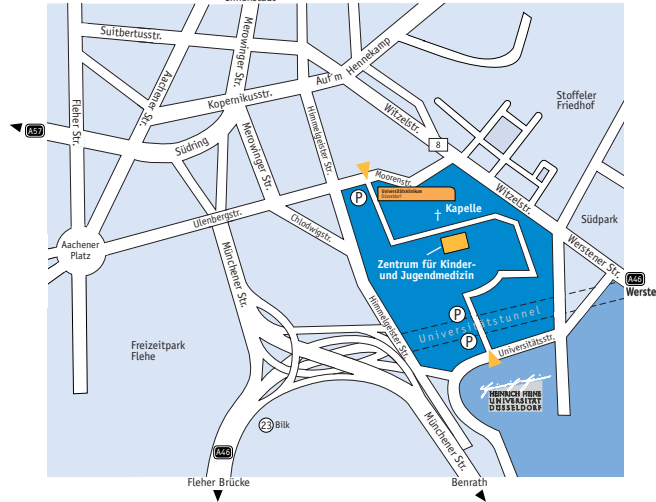 Suitbertusstr.
Merowinger Str.
Aachener Str.
Fleher Str.
Auf'm Hennekamp
Kopernikusstr.
Witzelstr.
Stoffeler
Friedhof
A57
Südring
Merowinger Str.
Himmelgeister Str.
8
Moorenstr.
Universitätsklinikum
Düsseldorf
P
Kapelle
Witzelstr.
Ulenbergstr.
Chlodwigstr.
Südpark
Aachener
Platz
Münchener Str.
Zentrum für Kinder-
und Jugendmedizin
Werstener Str.
A46
Werste
Himmelgeister Str.
P
P
Universitätstunnel
Universitätsstr.
Freizeitpark
Flehe
HEINRICH HEINE
UNIVERSITÄT
DÜSSELDORF
23 Bilk
Münchener Str.
A46
Fleher Brücke
Benrath